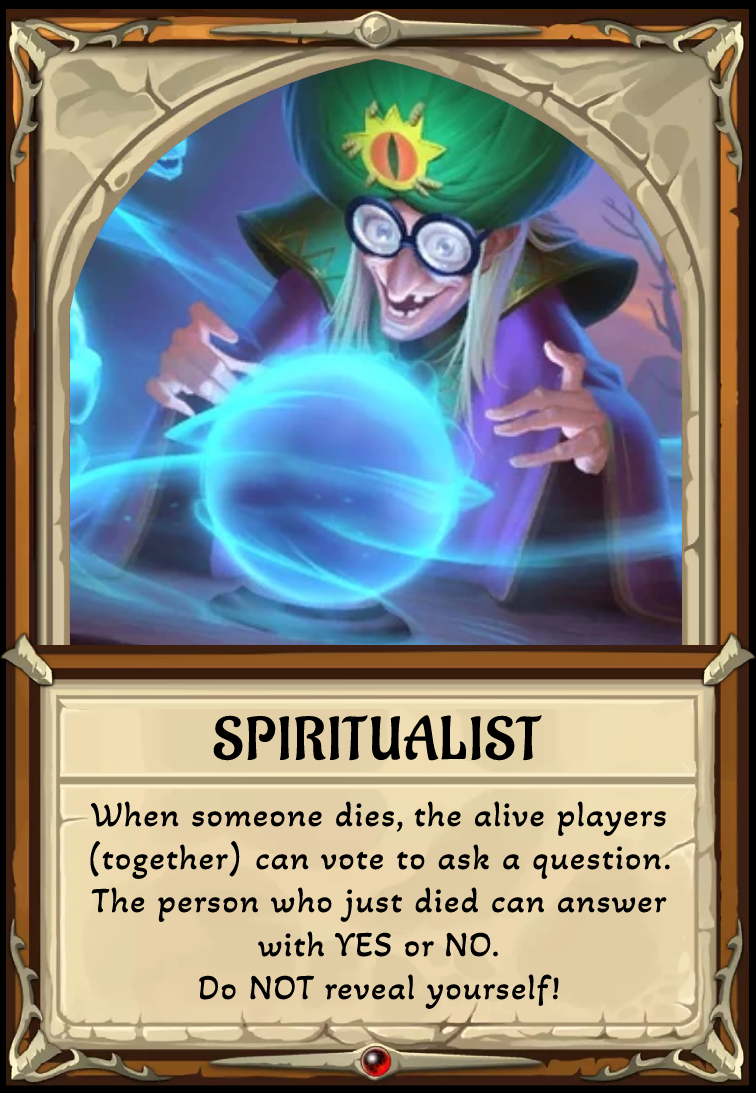 SPIRITUALIST
When someone dies, the alive players
(together) can vote to ask a question.
The person who just died can answer
with YES or NO.
Do NOT reveal yourself!